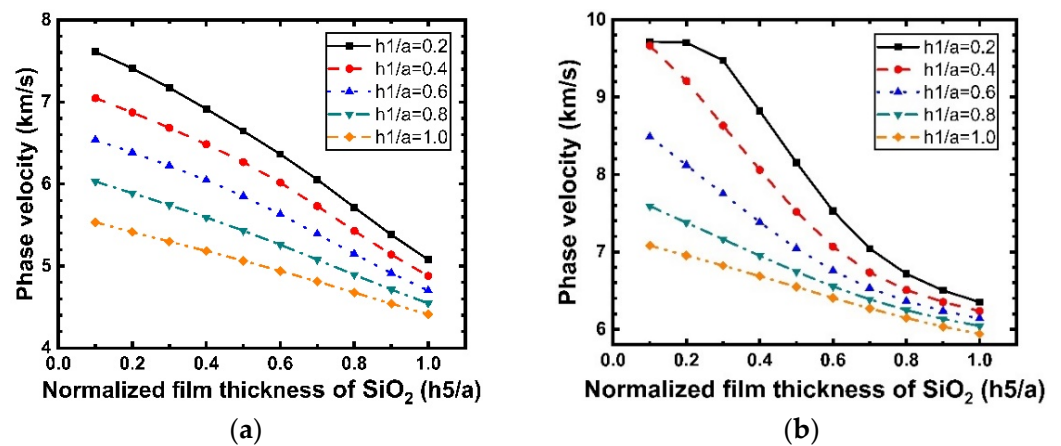 8
7
6
5
4
Phase velocity (km/s)
h1/a=0.2
h1/a=0.4
h1/a=0.6
h1/a=0.8
h1/a=1.0
0.0 0.2 0.4 0.6 0.8 1.0
Normalized film thickness of SiO₂ (h5/a)
(a)
10
9
8
7
6
Phase velocity (km/s)
h1/a=0.2
h1/a=0.4
h1/a=0.6
h1/a=0.8
h1/a=1.0
0.0 0.2 0.4 0.6 0.8 1.0
Normalized film thickness of SiO₂ (h5/a)
(b)